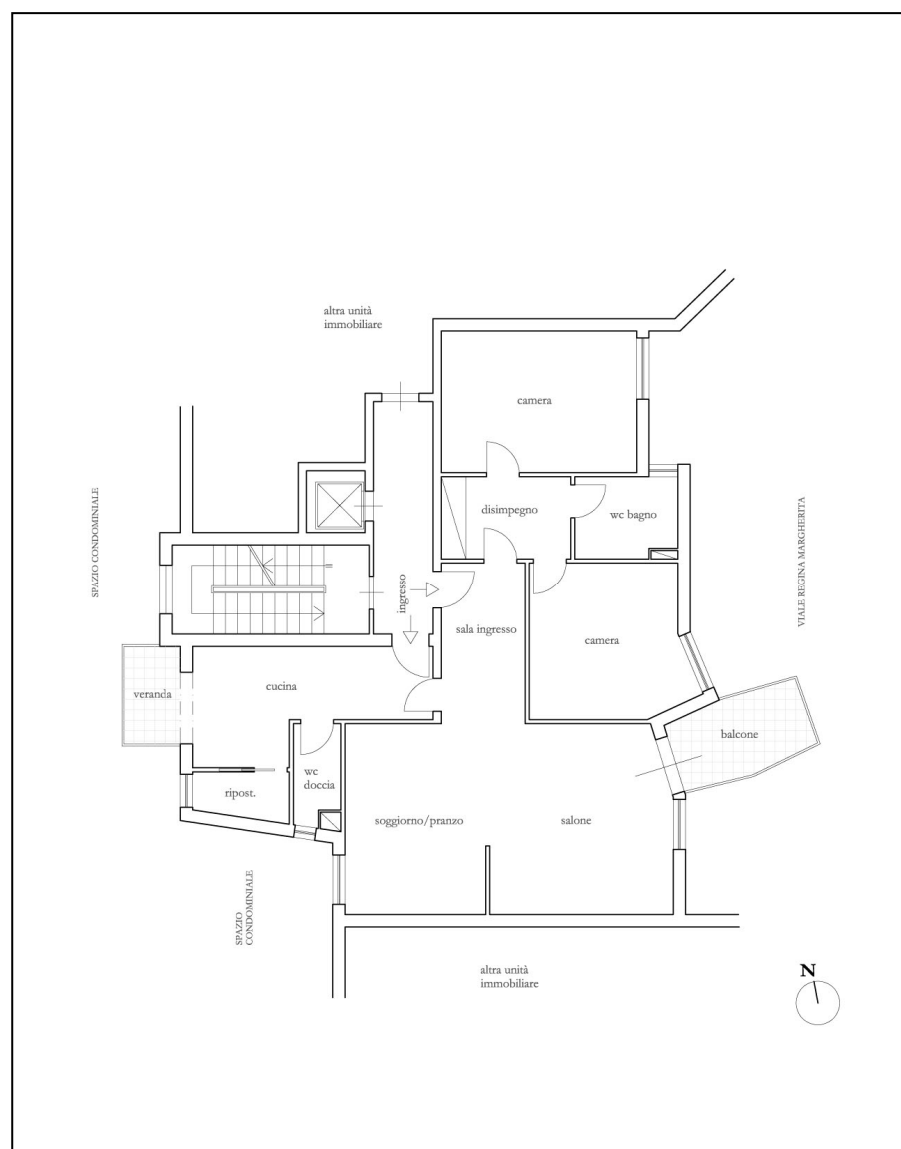 altra unità
immobiliare
camera
disimpegno
wc bagno
SPAZIO CONDOMINIALE
VIALE REGINA MARGHERITA
ingresso
sala ingresso
camera
cucina
veranda
balcone
wc
doccia
ripost.
soggiorno/pranzo
salone
SPAZIO
CONDOMINIALE
altra unità
immobiliare
N